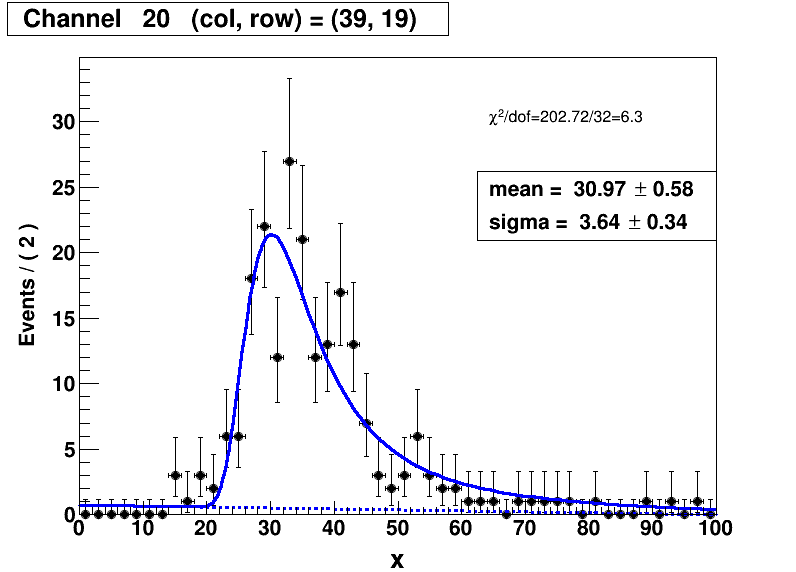 Channel 20 (col, row) = (39, 19)
χ²/dof=202.72/32=6.3
mean = 30.97 ± 0.58
sigma = 3.64 ± 0.34
Events / ( 2 )
30
25
20
15
10
5
0
0 10 20 30 40 50 60 70 80 90 100
x